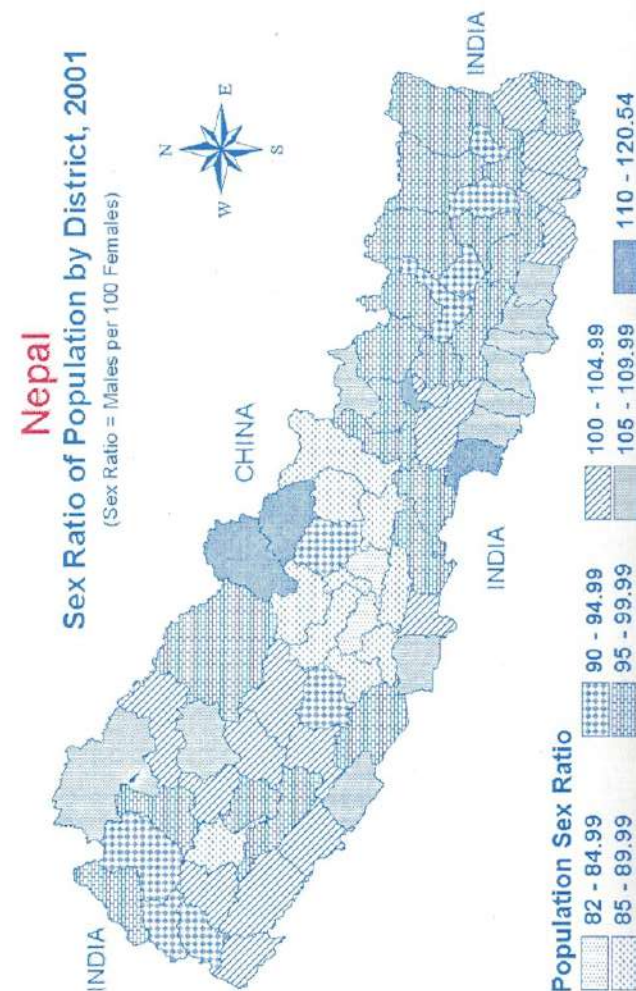 Nepal
Sex Ratio of Population by District, 2001
(Sex Ratio = Males per 100 Females)
N
W
E
S
CHINA
INDIA
INDIA
INDIA
Population Sex Ratio
82 - 84.99
85 - 89.99
90 - 94.99
95 - 99.99
100 - 104.99
105 - 109.99
110 - 120.54